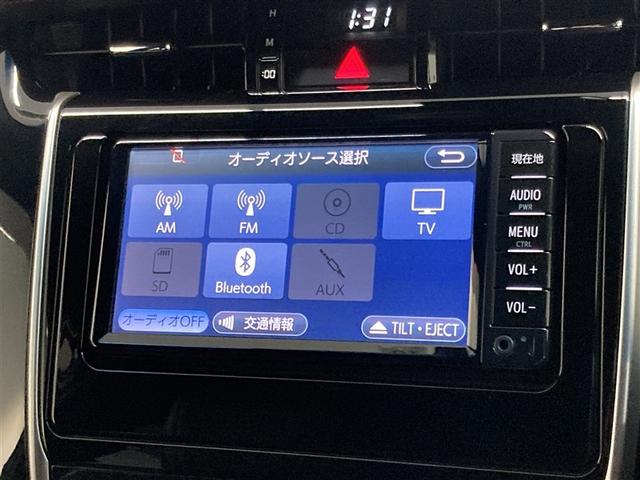 H
1:31
M
:00
オーディオソース選択
現在地
AM
FM
CD
TV
AUDIO
PWR
MENU
CTRL
SD
Bluetooth
AUX
VOL+
VOL-
オーディオOFF
交通情報
TILT・EJECT